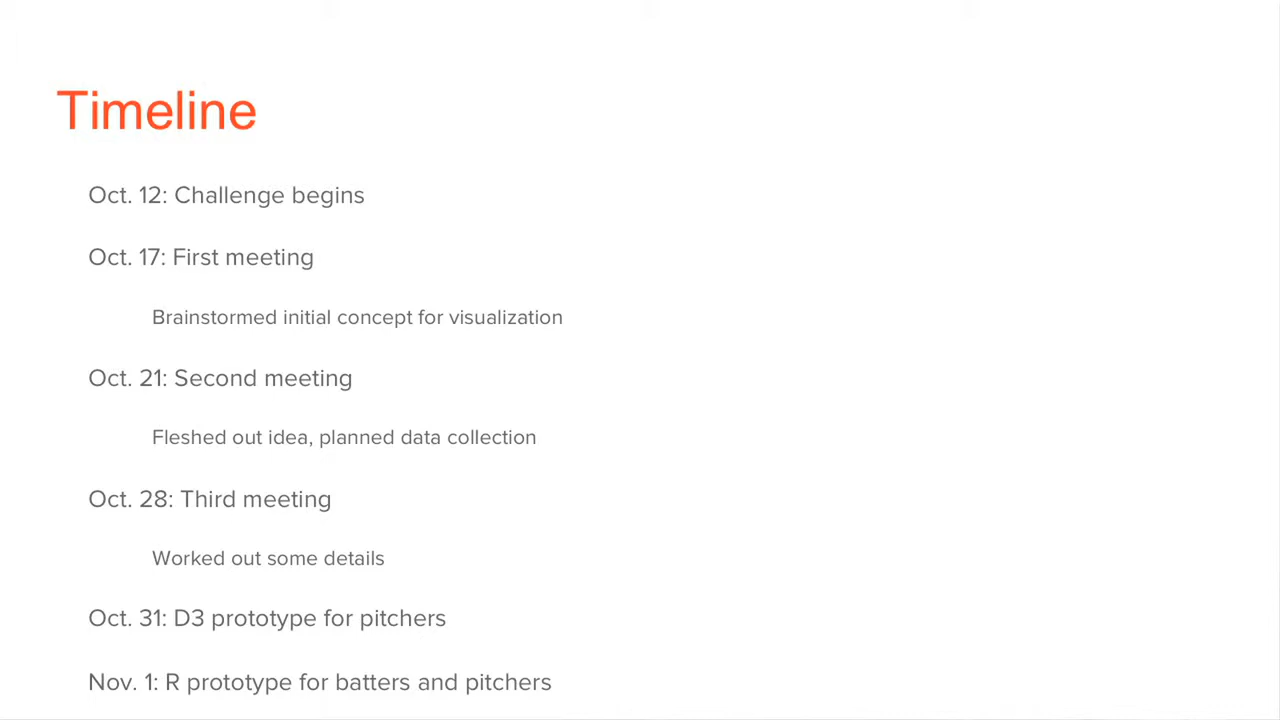 Timeline
Oct. 12: Challenge begins
Oct. 17: First meeting
Brainstormed initial concept for visualization
Oct. 21: Second meeting
Fleshed out idea, planned data collection
Oct. 28: Third meeting
Worked out some details
Oct. 31: D3 prototype for pitchers
Nov. 1: R prototype for batters and pitchers